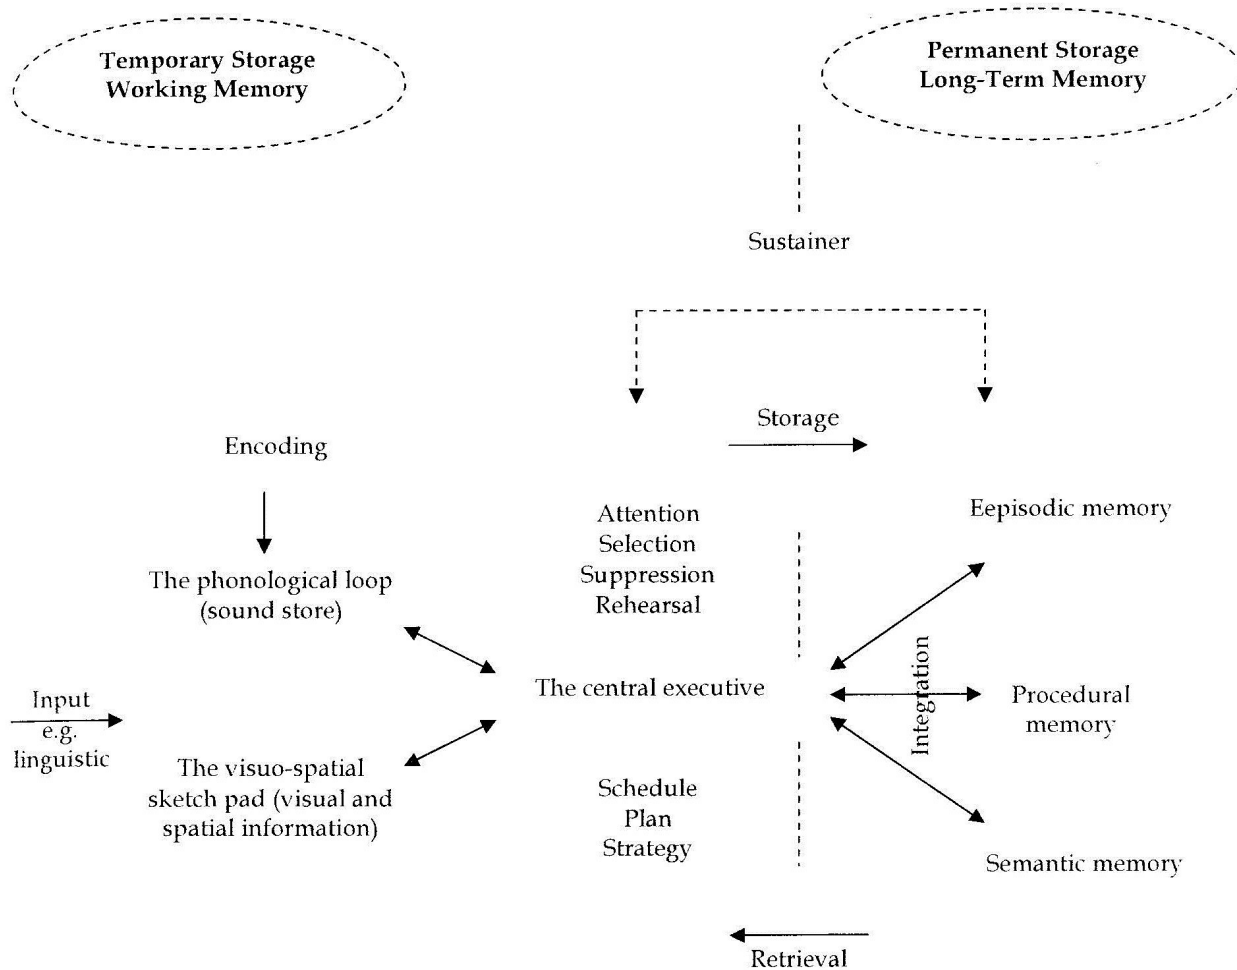 Temporary Storage
Working Memory
Permanent Storage
Long-Term Memory
Sustainer
Storage
Encoding
Attention
Selection
Suppression
Rehearsal
Eepisodic memory
The phonological loop
(sound store)
The central executive
Integration
Procedural
memory
Input
e.g.
linguistic
The visuo-spatial
sketch pad (visual and
spatial information)
Schedule
Plan
Strategy
Semantic memory
Retrieval